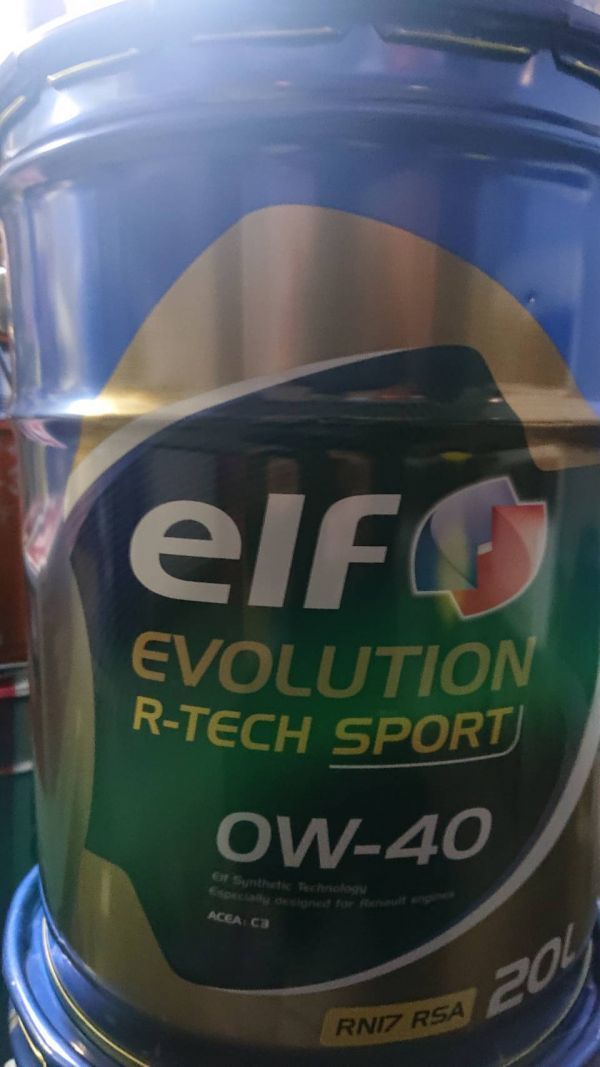 elf
EVOLUTION
R-TECH SPORT
0W-40
Elf Synthetic Technology
Especially designed for Renault engines
ACEA: C3
20L
RN17 RSA